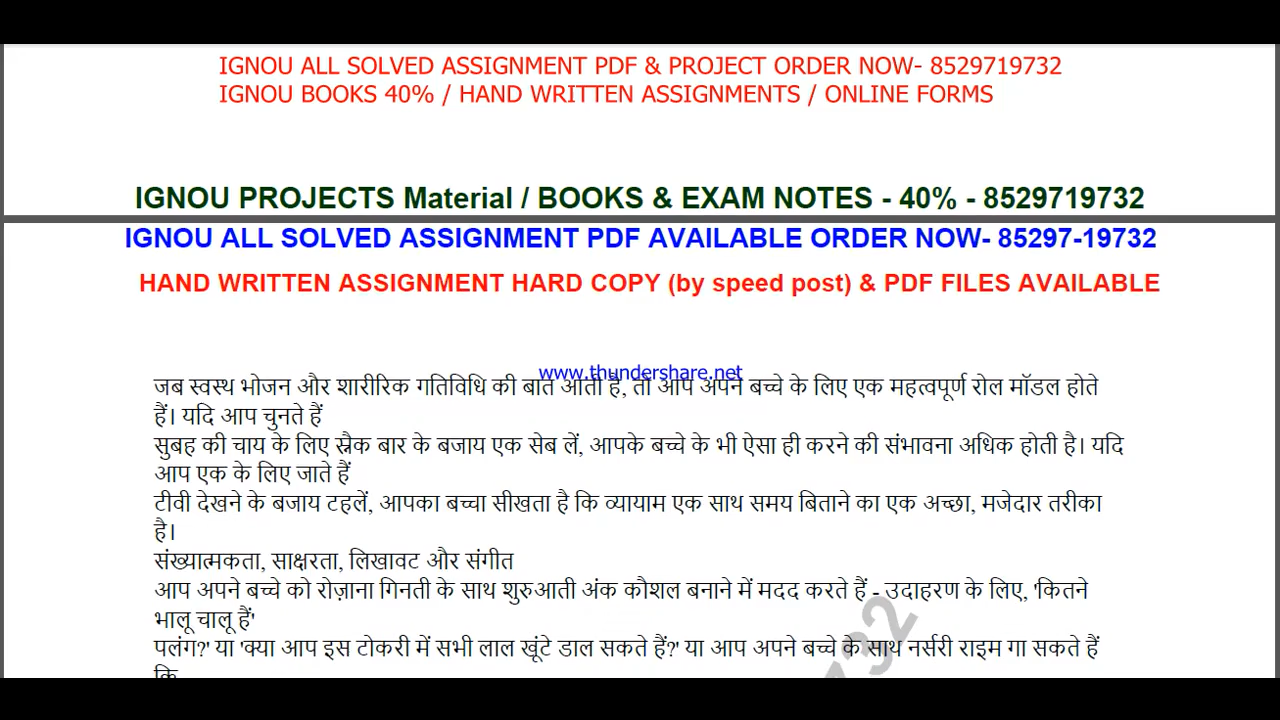 IGNOU ALL SOLVED ASSIGNMENT PDF & PROJECT ORDER NOW- 8529719732
IGNOU BOOKS 40% / HAND WRITTEN ASSIGNMENTS / ONLINE FORMS
IGNOU PROJECTS Material / BOOKS & EXAM NOTES - 40% - 8529719732
IGNOU ALL SOLVED ASSIGNMENT PDF AVAILABLE ORDER NOW- 85297-19732
HAND WRITTEN ASSIGNMENT HARD COPY (by speed post) & PDF FILES AVAILABLE
www.thundershare.net
जब स्वस्थ भोजन और शारीरिक गतिविधि की बात आती है, तो आप अपने बच्चे के लिए एक महत्वपूर्ण रोल मॉडल होते
हैं। यदि आप चुनते हैं
सुबह की चाय के लिए स्नैक बार के बजाय एक सेब लें, आपके बच्चे के भी ऐसा ही करने की संभावना अधिक होती है। यदि
आप एक के लिए जाते हैं
टीवी देखने के बजाय टहलें, आपका बच्चा सीखता है कि व्यायाम एक साथ समय बिताने का एक अच्छा, मजेदार तरीका
है।
संख्यात्मकता, साक्षरता, लिखावट और संगीत
आप अपने बच्चे को रोज़ाना गिनती के साथ शुरुआती अंक कौशल बनाने में मदद करते हैं - उदाहरण के लिए, 'कितने
भालू चालू हैं'
पलंग?' या 'क्या आप इस टोकरी में सभी लाल खूंटे डाल सकते हैं?' या आप अपने बच्चे के साथ नर्सरी राइम गा सकते हैं
कि
732